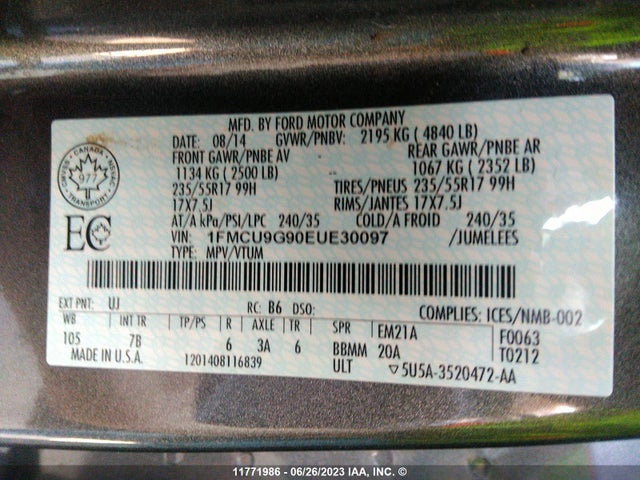 MFD. BY FORD MOTOR COMPANY
DATE: 08/14 GVWR/PNBV: 2195 KG ( 4840 LB)
FRONT GAWR/PNBE AV REAR GAWR/PNBE AR
1134 KG ( 2500 LB) 1067 KG ( 2352 LB)
235/55R17 99H TIRES/PNEUS 235/55R17 99H
17X7.5J RIMS/JANTES 17X7.5J
AT/A kPa/PSI/LPC 240/35 COLD/A FROID 240/35
VIN: 1FMCU9G90EUE30097 /JUMELEES
TYPE: MPV/VTUM
CANADA
977
TRANSPORT
EC
EXT PNT: UJ RC: B6 DSO: COMPLIES: ICES/NMB-002
WB INT TR TP/PS R AXLE TR SPR EM21A F0063
105 7B 6 3A 6 BBMM 20A T0212
MADE IN U.S.A. 1201408116839 ULT ▽5U5A-3520472-AA
11771986 - 06/26/2023 IAA, INC. ©